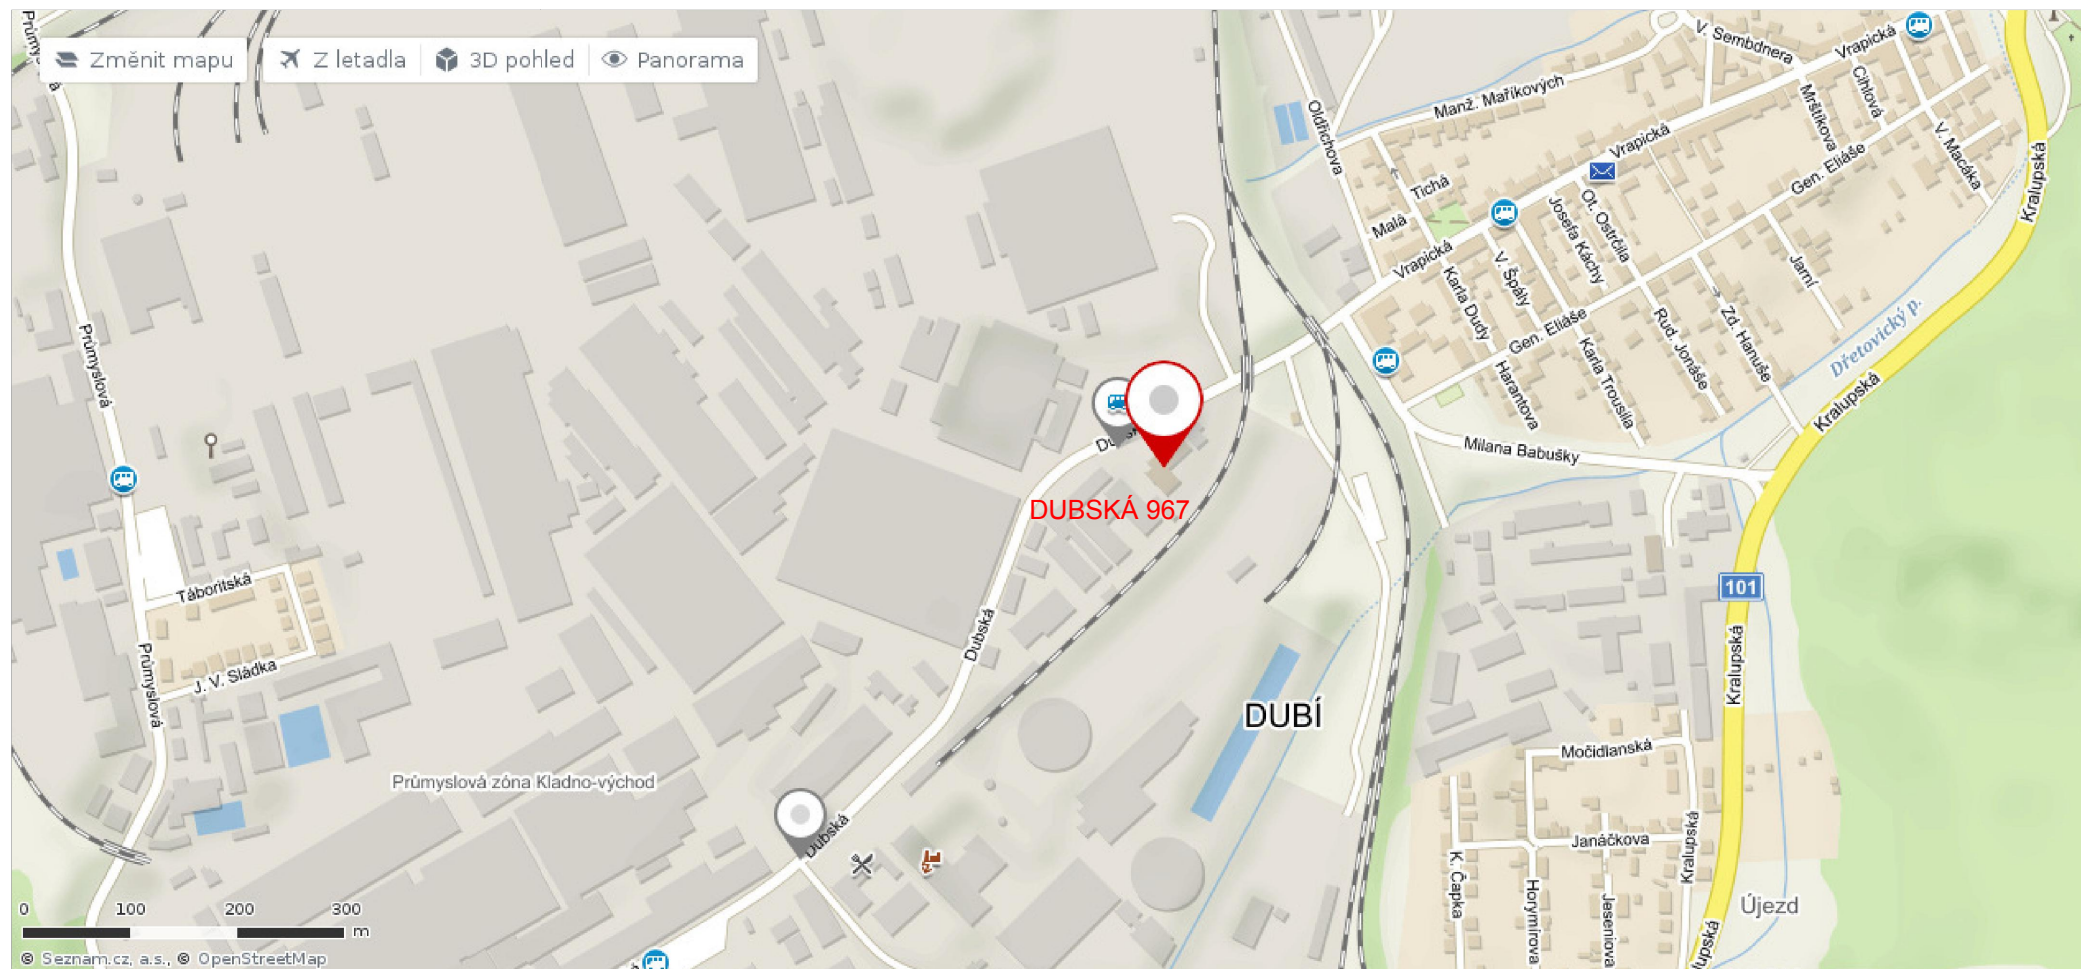 Změnit mapu
Z letadla
3D pohled
Panorama
V. Sembdnera
Vrapická
Manž. Maříkových
Oldřichova
Cihlová
Mrštíkova
Vrapická
V. Macáka
Gen. Eliáše
Kralupská
Tichá
Malá
Ot. Ostrčila
Josefa Káchy
Vrapická
V. Špály
Karla Dudy
Jarní
Gen. Eliáše
Rud. Jonáše
Zd. Hanuše
Dřetovický p.
Harantova
Karla Trousila
Kralupská
Milana Babušky
Průmyslová
DUBSKÁ 967
Táboritská
101
Dubská
Průmyslová
J. V. Sládka
Kralupská
DUBÍ
Močidlanská
Průmyslová zóna Kladno-východ
Dubská
Janáčkova
Kralupská
K. Čapka
Horymírova
Jeseniova
Újezd
0 100 200 300
m
© Seznam.cz, a.s., © OpenStreetMap